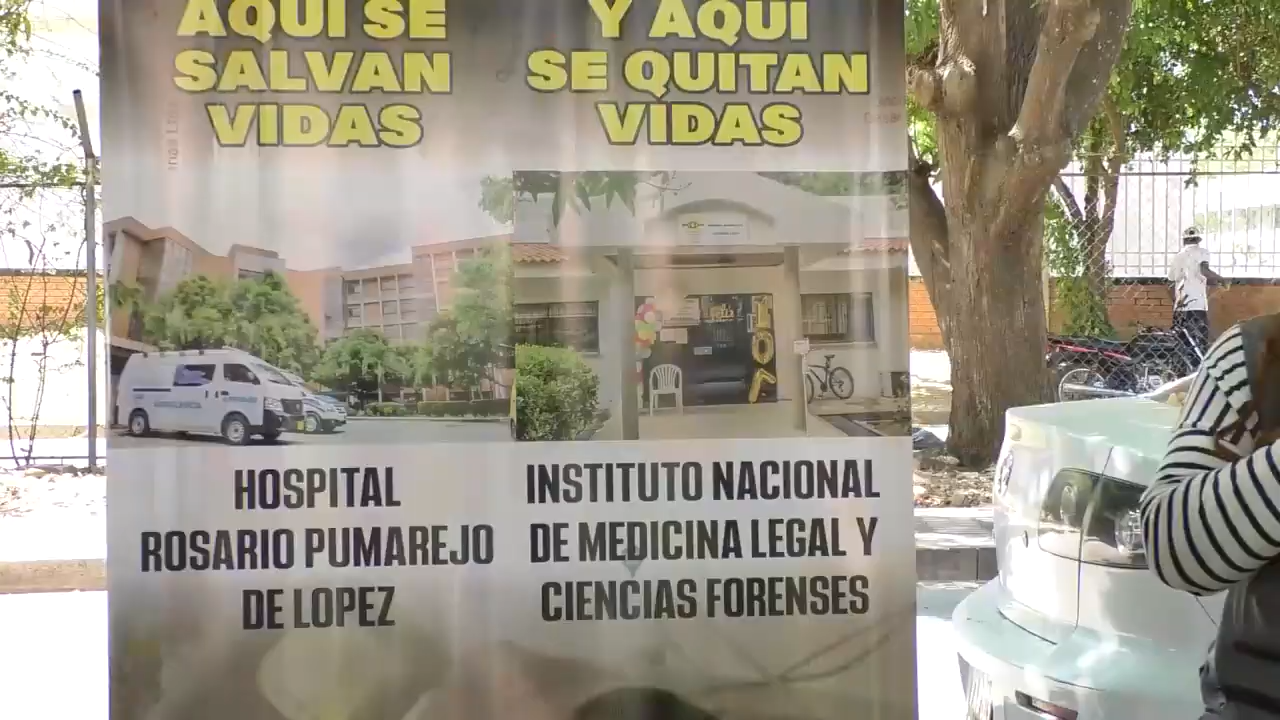 AQUI SE
SALVAN
VIDAS
Y AQUI
SE QUITAN
VIDAS
HOSPITAL
ROSARIO PUMAREJO
DE LOPEZ
INSTITUTO NACIONAL
DE MEDICINA LEGAL Y
CIENCIAS FORENSES